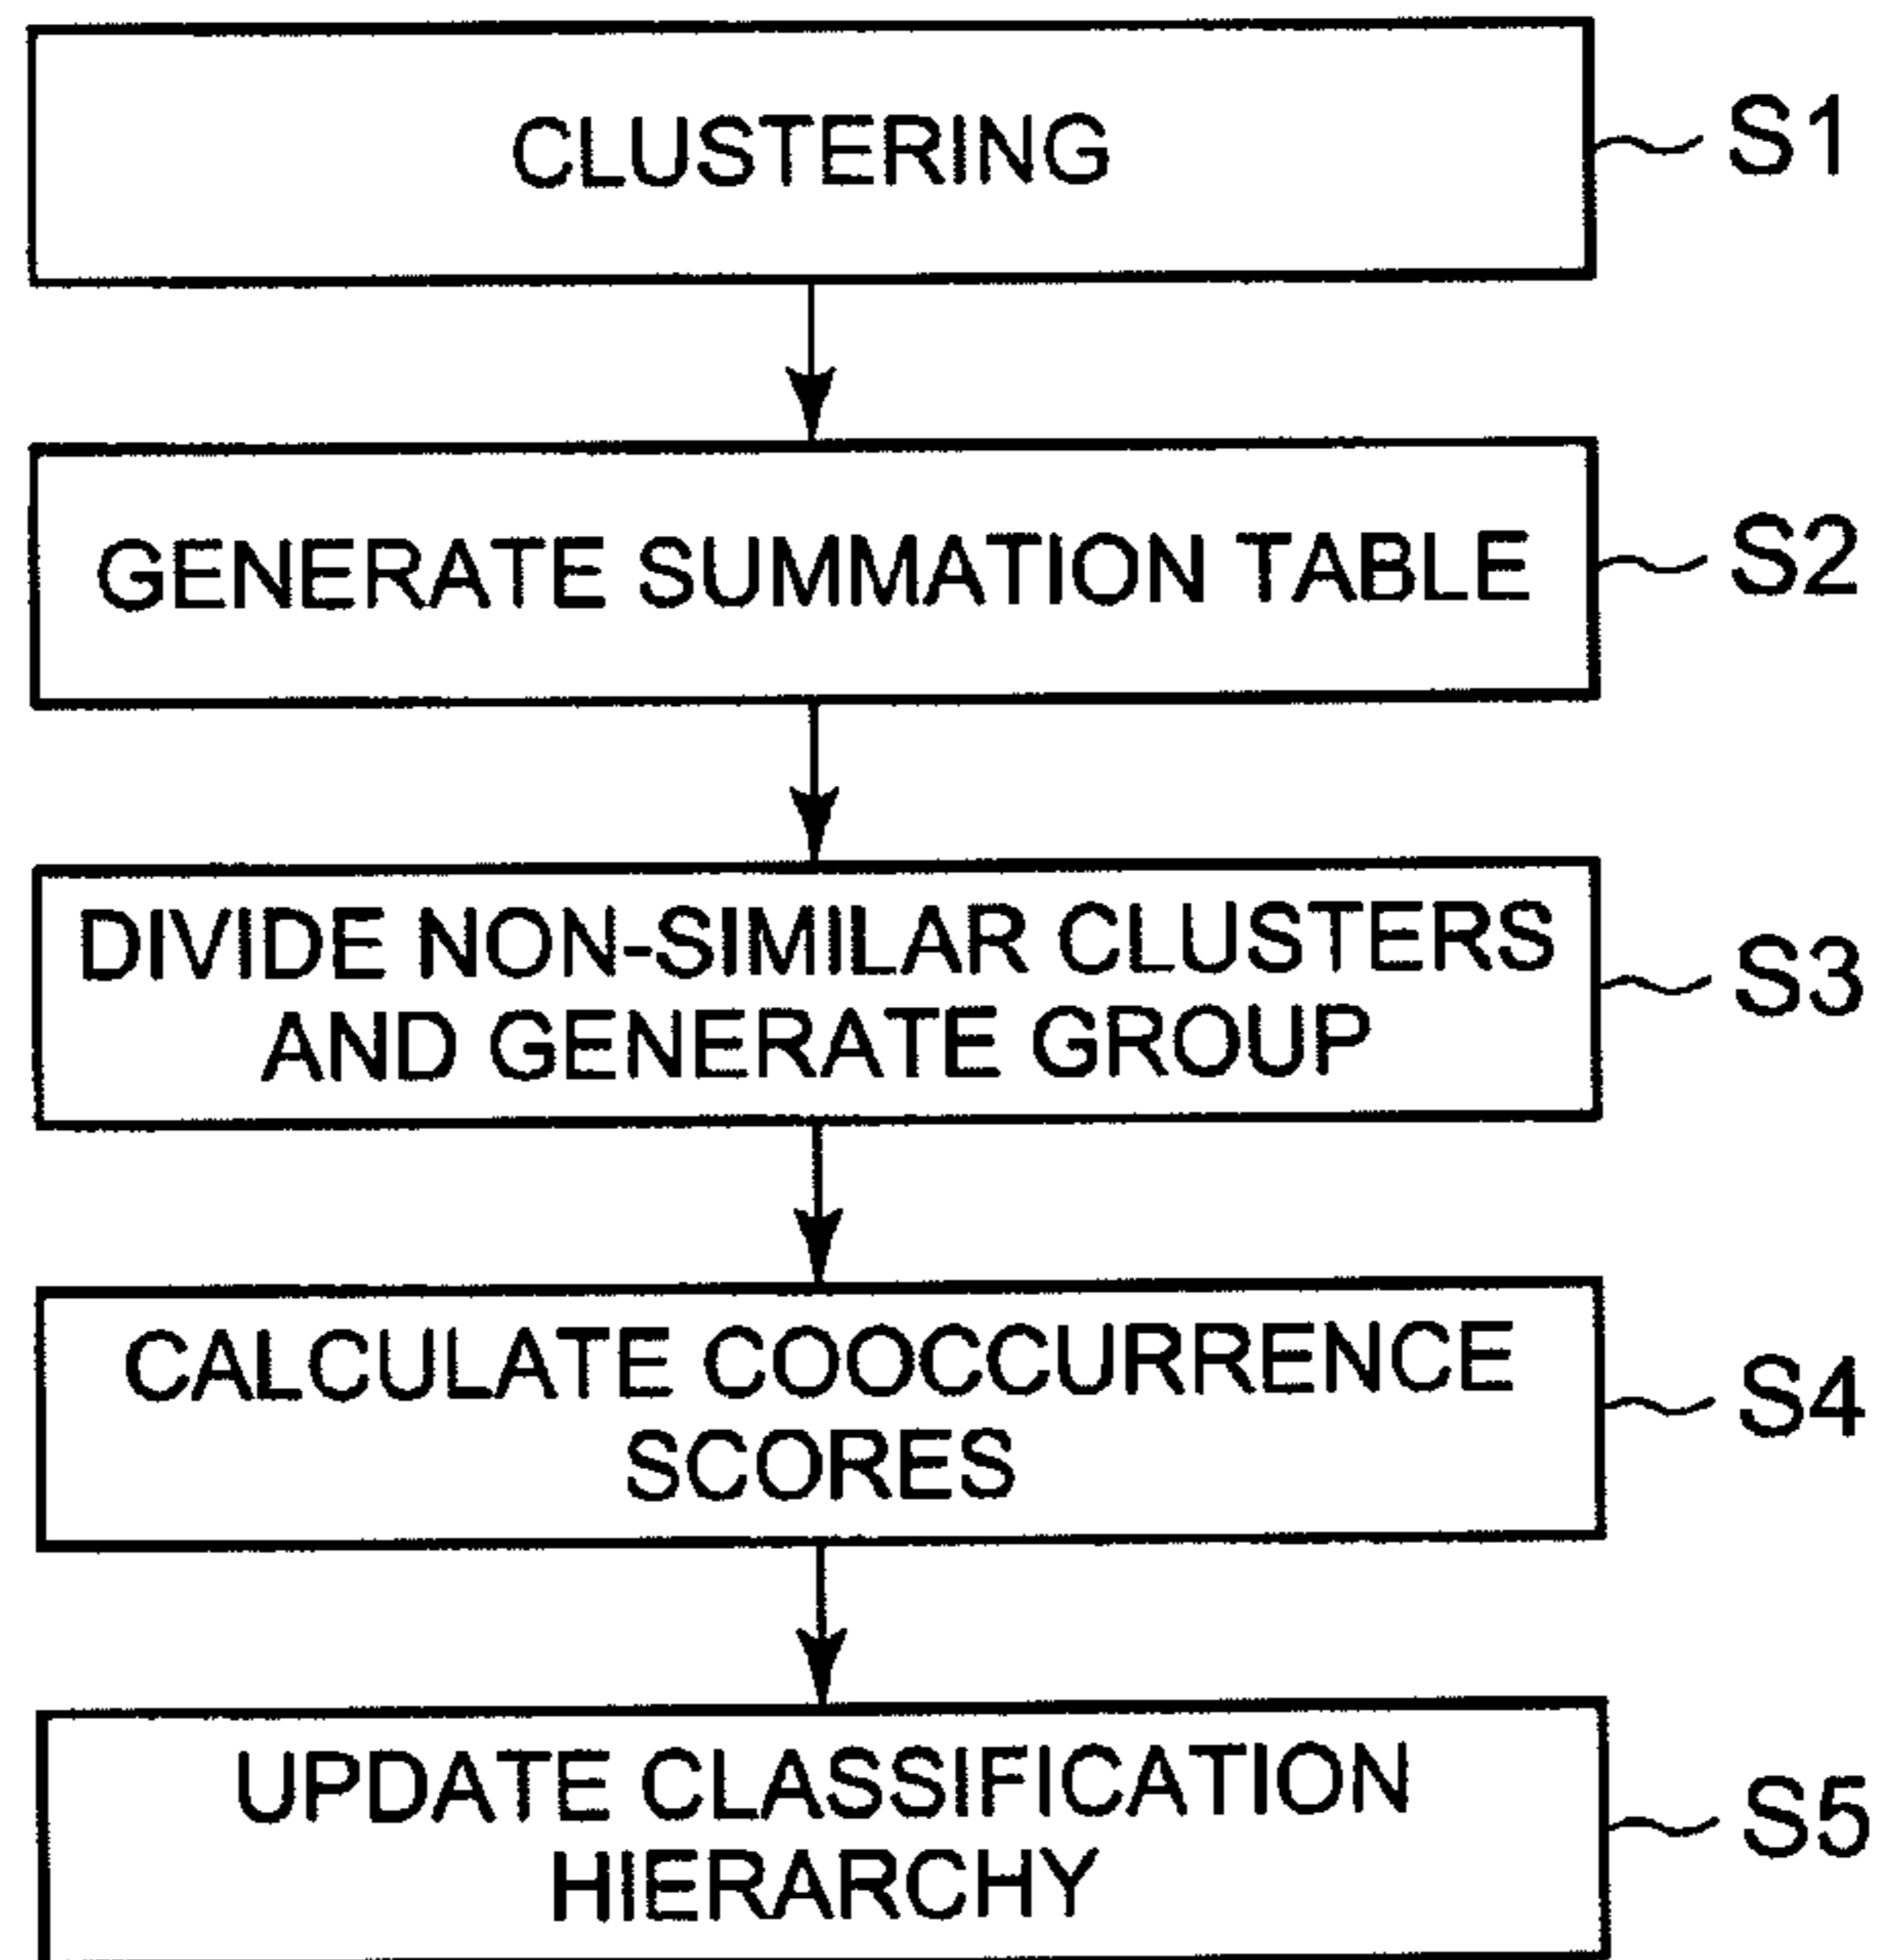 CLUSTERING
S1
GENERATE SUMMATION TABLE
S2
DIVIDE NON-SIMILAR CLUSTERS
AND GENERATE GROUP
S3
CALCULATE COOCCURRENCE
SCORES
S4
UPDATE CLASSIFICATION
HIERARCHY
S5